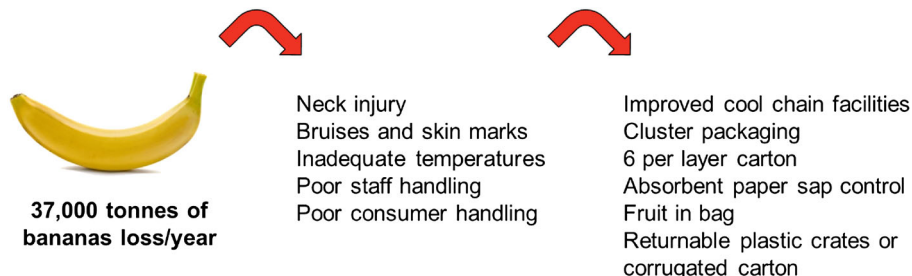 37,000 tonnes of
bananas loss/year
Neck injury
Bruises and skin marks
Inadequate temperatures
Poor staff handling
Poor consumer handling
Improved cool chain facilities
Cluster packaging
6 per layer carton
Absorbent paper sap control
Fruit in bag
Returnable plastic crates or
corrugated carton